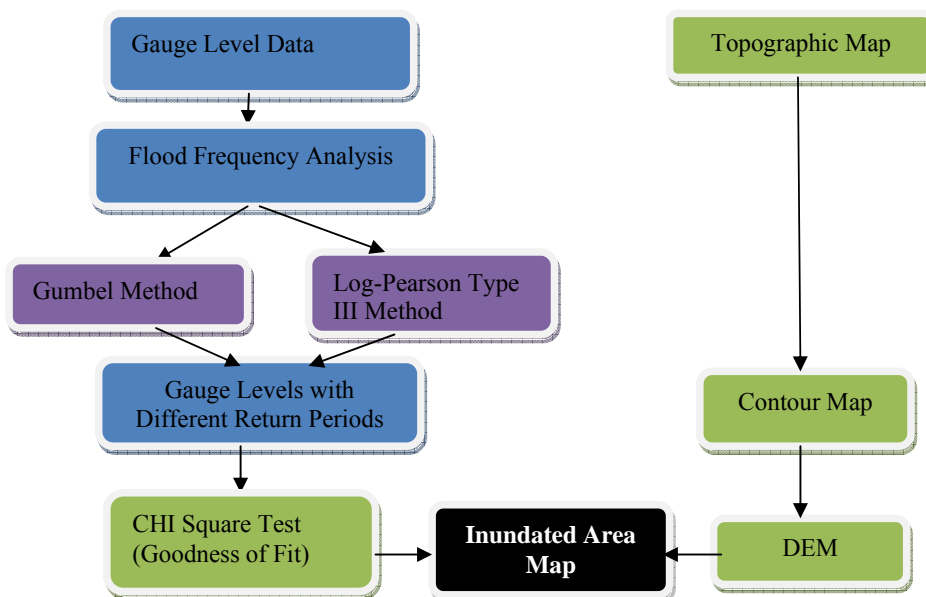 Gauge Level Data
Topographic Map
Flood Frequency Analysis
Gumbel Method
Log-Pearson Type
III Method
Gauge Levels with
Different Return Periods
Contour Map
CHI Square Test
(Goodness of Fit)
Inundated Area
Map
DEM